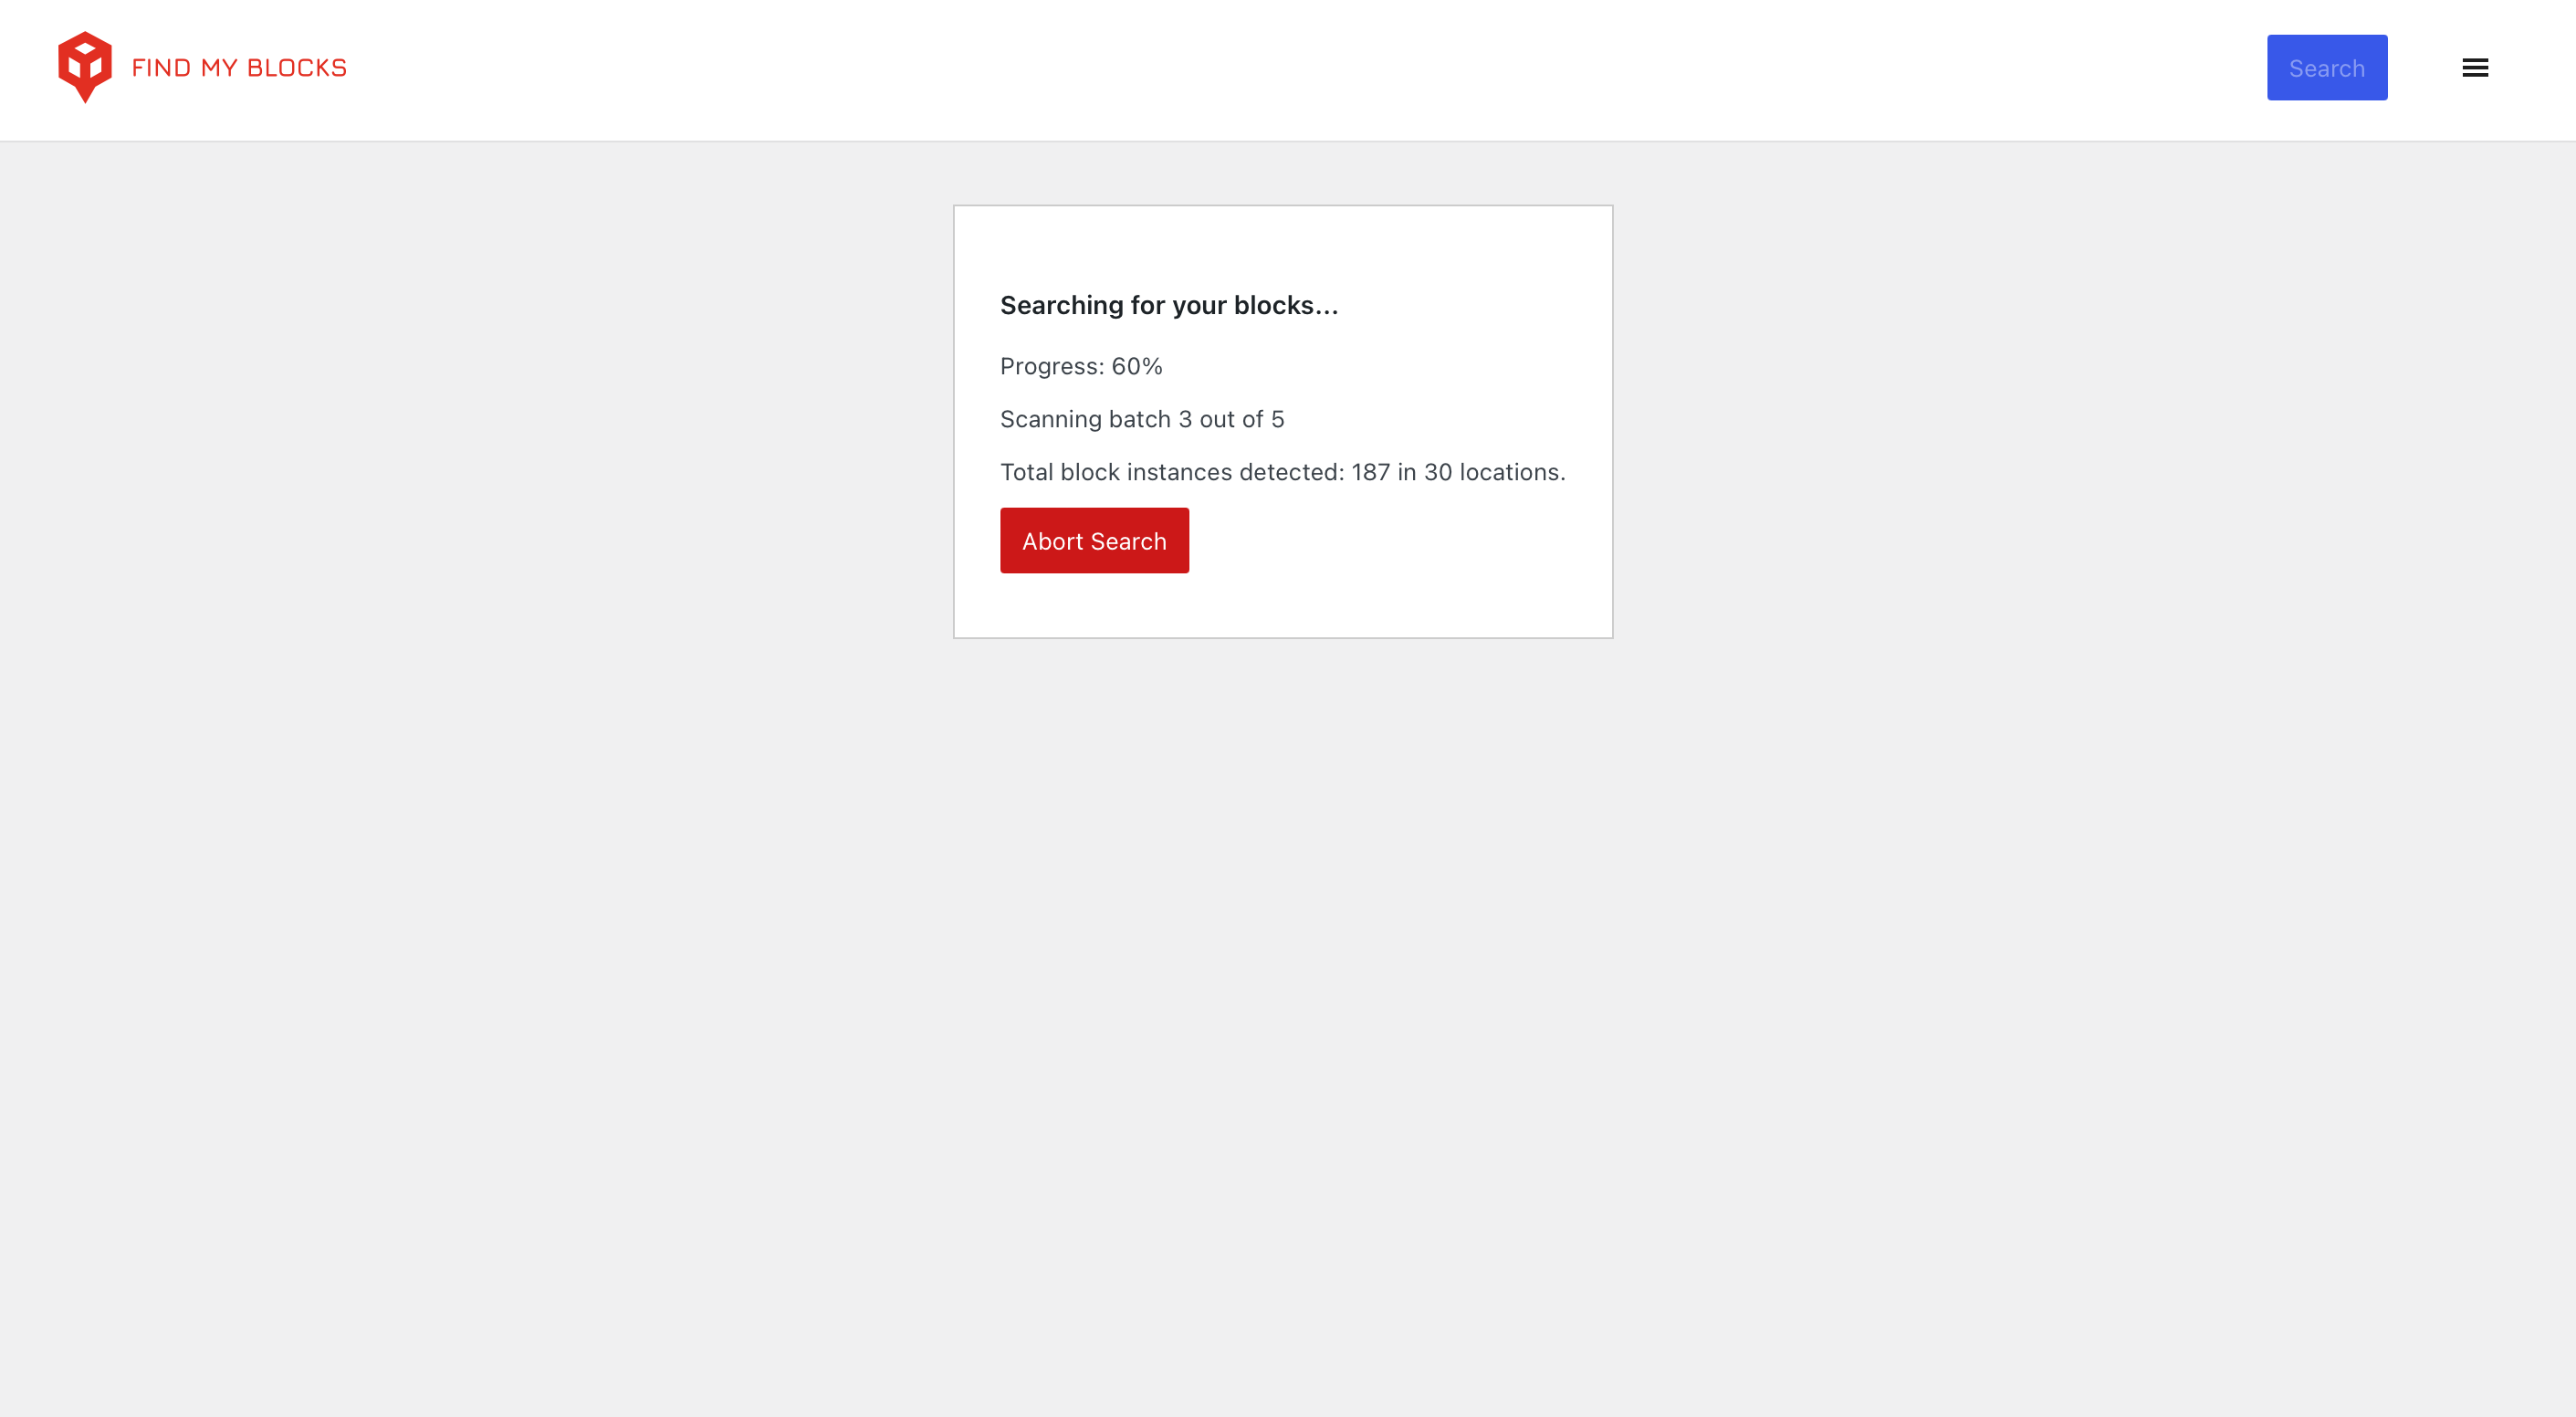 FIND MY BLOCKS
Search
Searching for your blocks...
Progress: 60%
Scanning batch 3 out of 5
Total block instances detected: 187 in 30 locations.
Abort Search